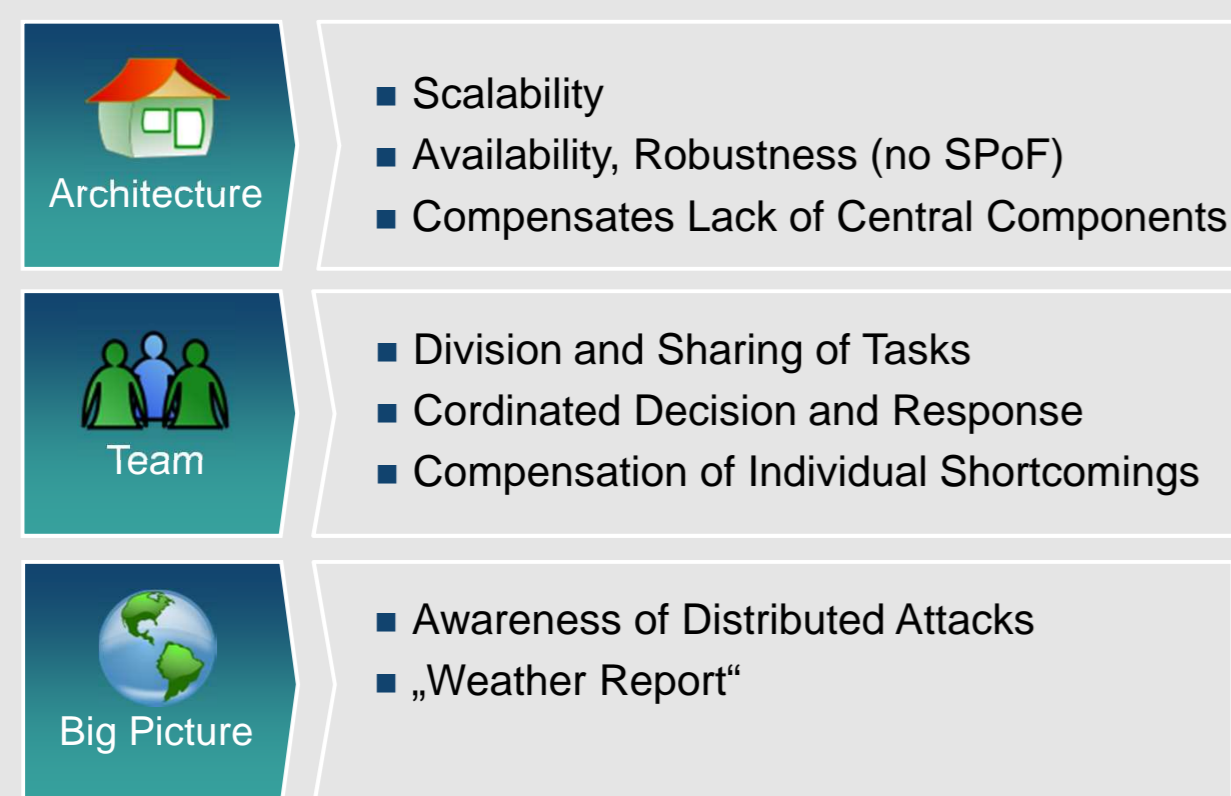 Architecture
■ Scalability
■ Availability, Robustness (no SPoF)
■ Compensates Lack of Central Components
Team
■ Division and Sharing of Tasks
■ Cordinated Decision and Response
■ Compensation of Individual Shortcomings
Big Picture
■ Awareness of Distributed Attacks
■ „Weather Report“